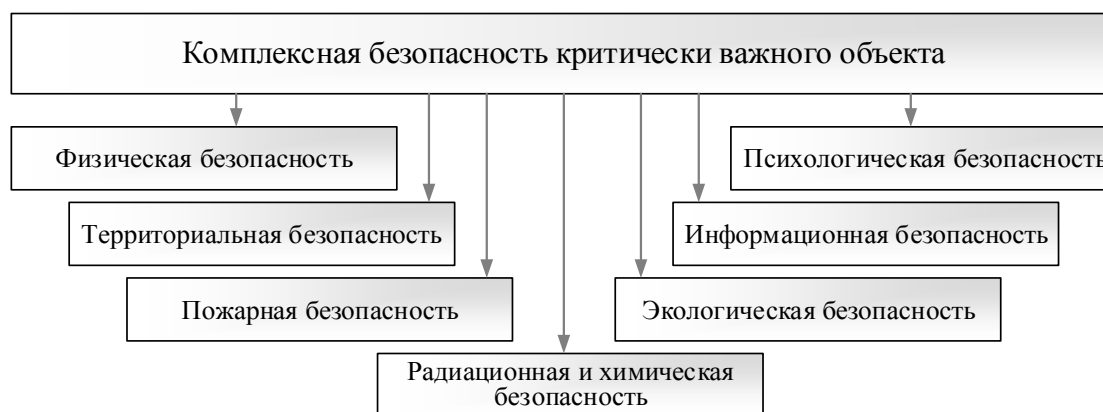 Комплексная безопасность критически важного объекта
Физическая безопасность
Психологическая безопасность
Территориальная безопасность
Информационная безопасность
Пожарная безопасность
Экологическая безопасность
Радиационная и химическая
безопасность